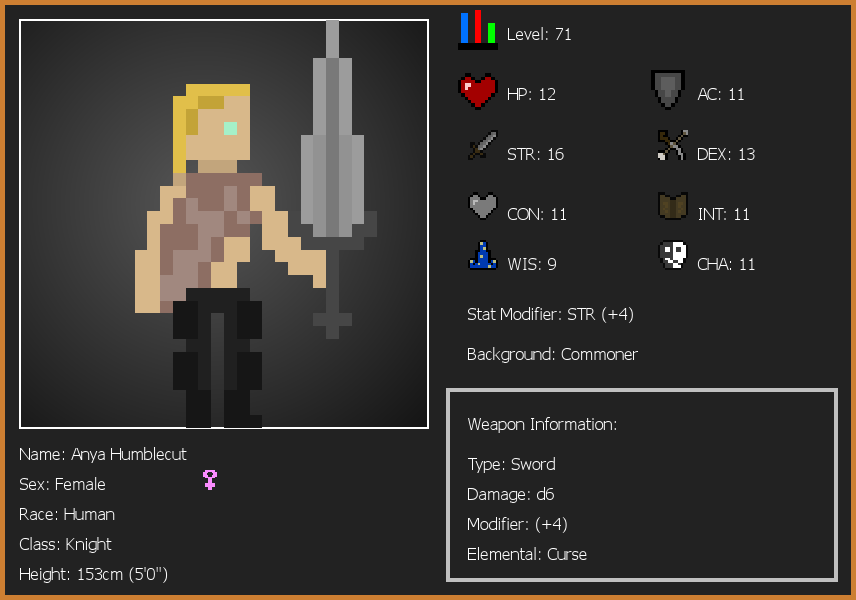 Level: 71
HP: 12
AC: 11
STR: 16
DEX: 13
CON: 11
INT: 11
WIS: 9
CHA: 11
Stat Modifier: STR (+4)
Background: Commoner
Weapon Information:
Type: Sword
Damage: d6
Modifier: (+4)
Elemental: Curse
Name: Anya Humblecut
Sex: Female
Race: Human
Class: Knight
Height: 153cm (5'0")